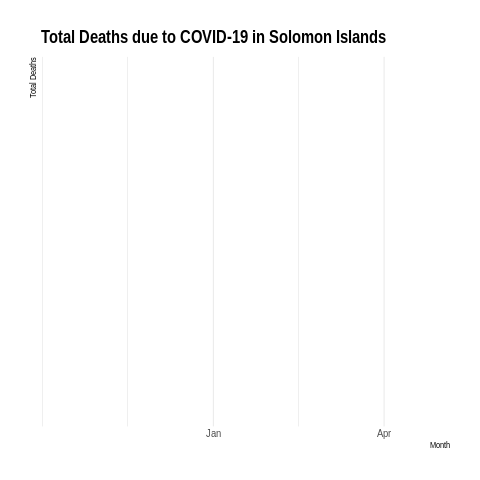 Total Deaths due to COVID-19 in Solomon Islands
Total Deaths
Jan
Apr
Month